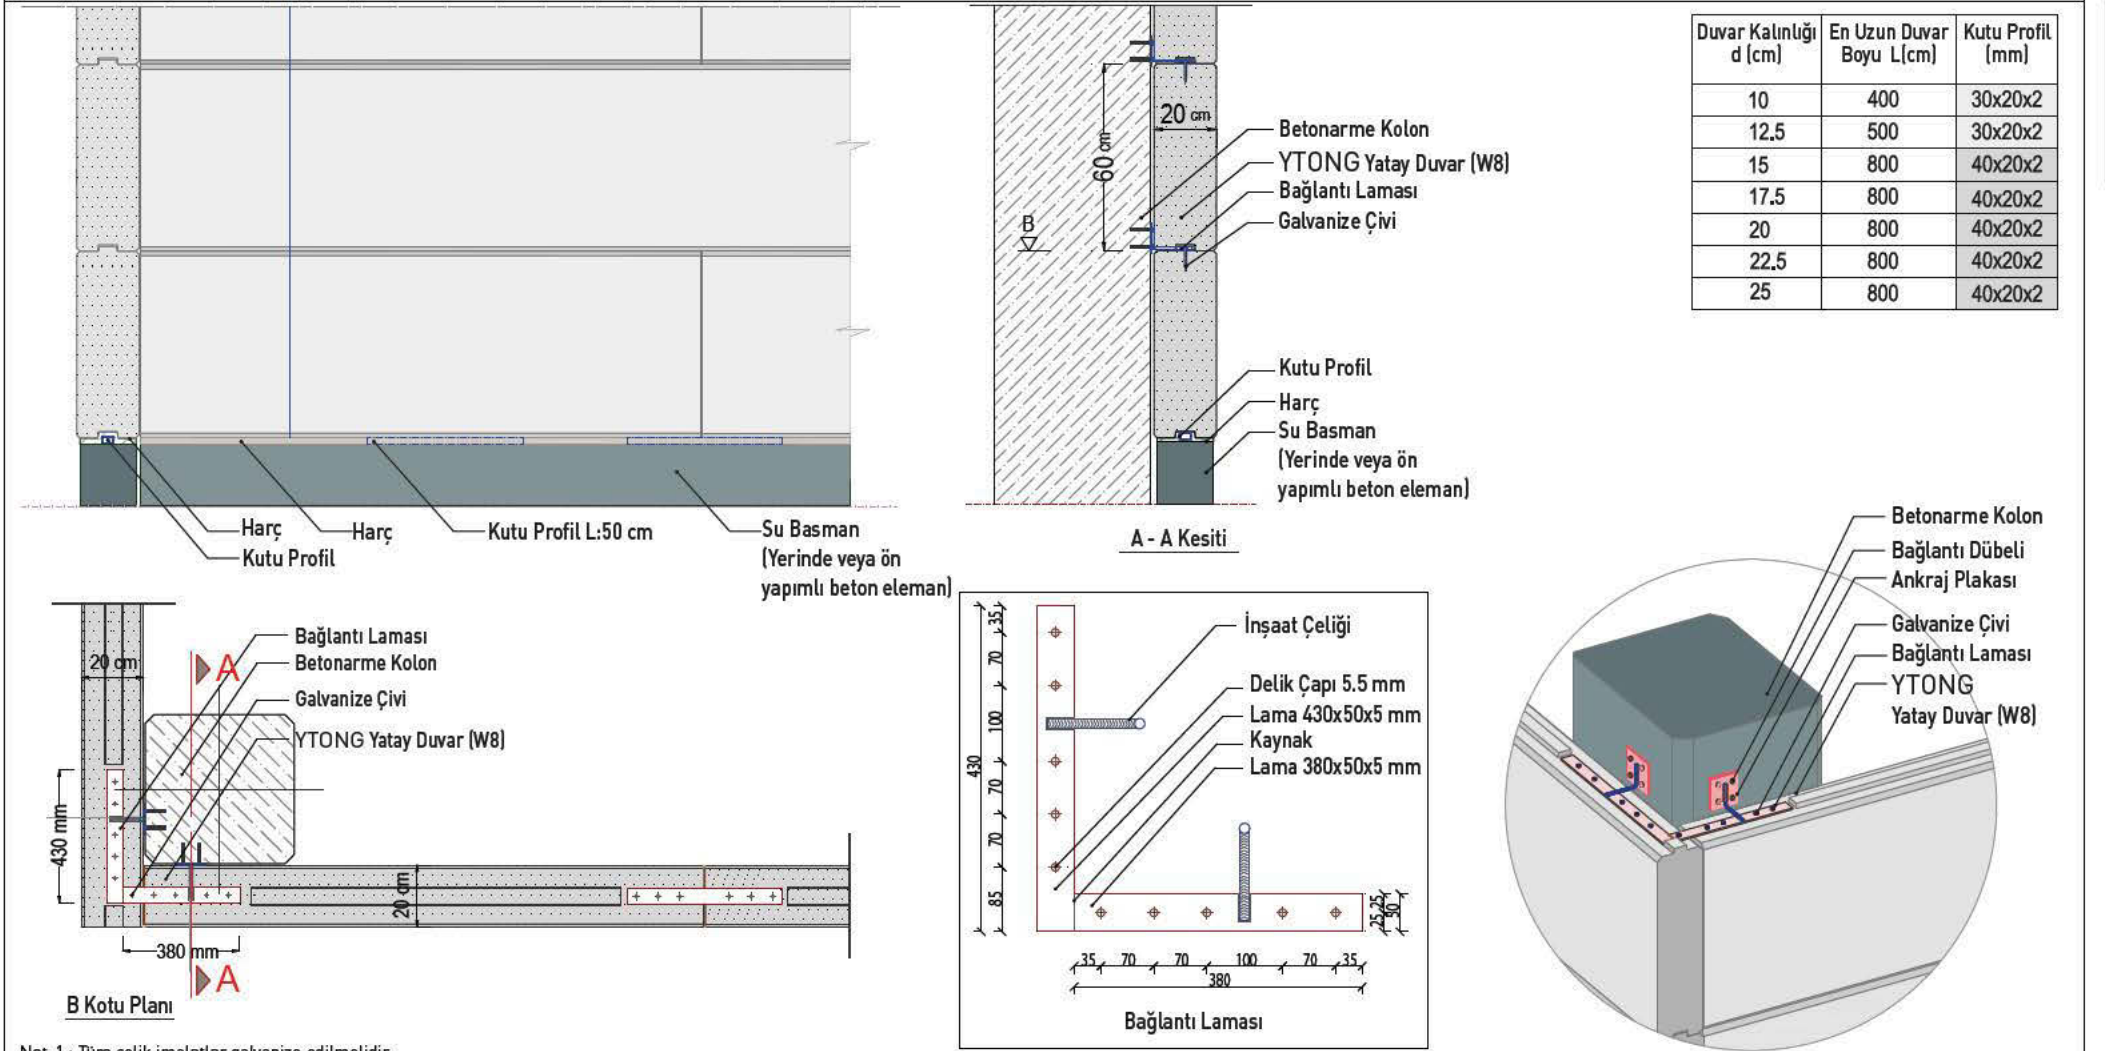 Harç
Kutu Profil
Harç
Kutu Profil L:50 cm
Su Basman
(Yerinde veya ön
yapımlı beton eleman)
20 cm
60 cm
B
Betonarme Kolon
YTONG Yatay Duvar (W8)
Bağlantı Laması
Galvanize Çivi
Kutu Profil
Harç
Su Basman
(Yerinde veya ön
yapımlı beton eleman)
A - A Kesiti
Duvar Kalınlığı d (cm) En Uzun Duvar Boyu L(cm) Kutu Profil (mm)
10 400 30x20x2
12.5 500 30x20x2
15 800 40x20x2
17.5 800 40x20x2
20 800 40x20x2
22.5 800 40x20x2
25 800 40x20x2
20 cm
A
Bağlantı Laması
Betonarme Kolon
Galvanize Çivi
YTONG Yatay Duvar (W8)
430 mm
20 cm
380 mm
A
B Kotu Planı
35
70
100
70
70
85
430
İnşaat Çeliği
Delik Çapı 5.5 mm
Lama 430x50x5 mm
Kaynak
Lama 380x50x5 mm
25 25
50
35 70 70 100 70 35
380
Bağlantı Laması
Betonarme Kolon
Bağlantı Dübeli
Ankraj Plakası
Galvanize Çivi
Bağlantı Laması
YTONG
Yatay Duvar (W8)
Not 1 : Tüm çelik imalatlar galvanize edilmelidir.